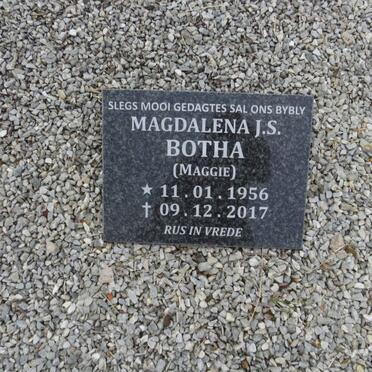 SLEGS MOOI GEDAGTES SAL ONS BYBLY
MAGDALENA J.S.
BOTHA
(MAGGIE)
★ 11.01.1956
✝ 09.12.2017
RUS IN VREDE